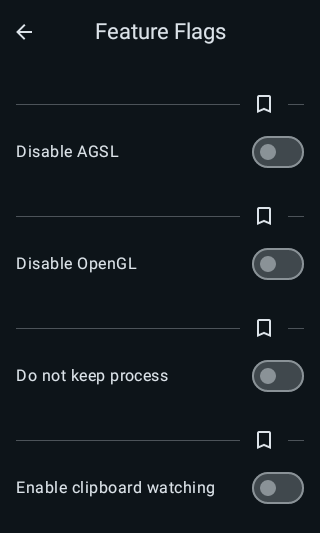 Feature Flags
Disable AGSL
Disable OpenGL
Do not keep process
Enable clipboard watching